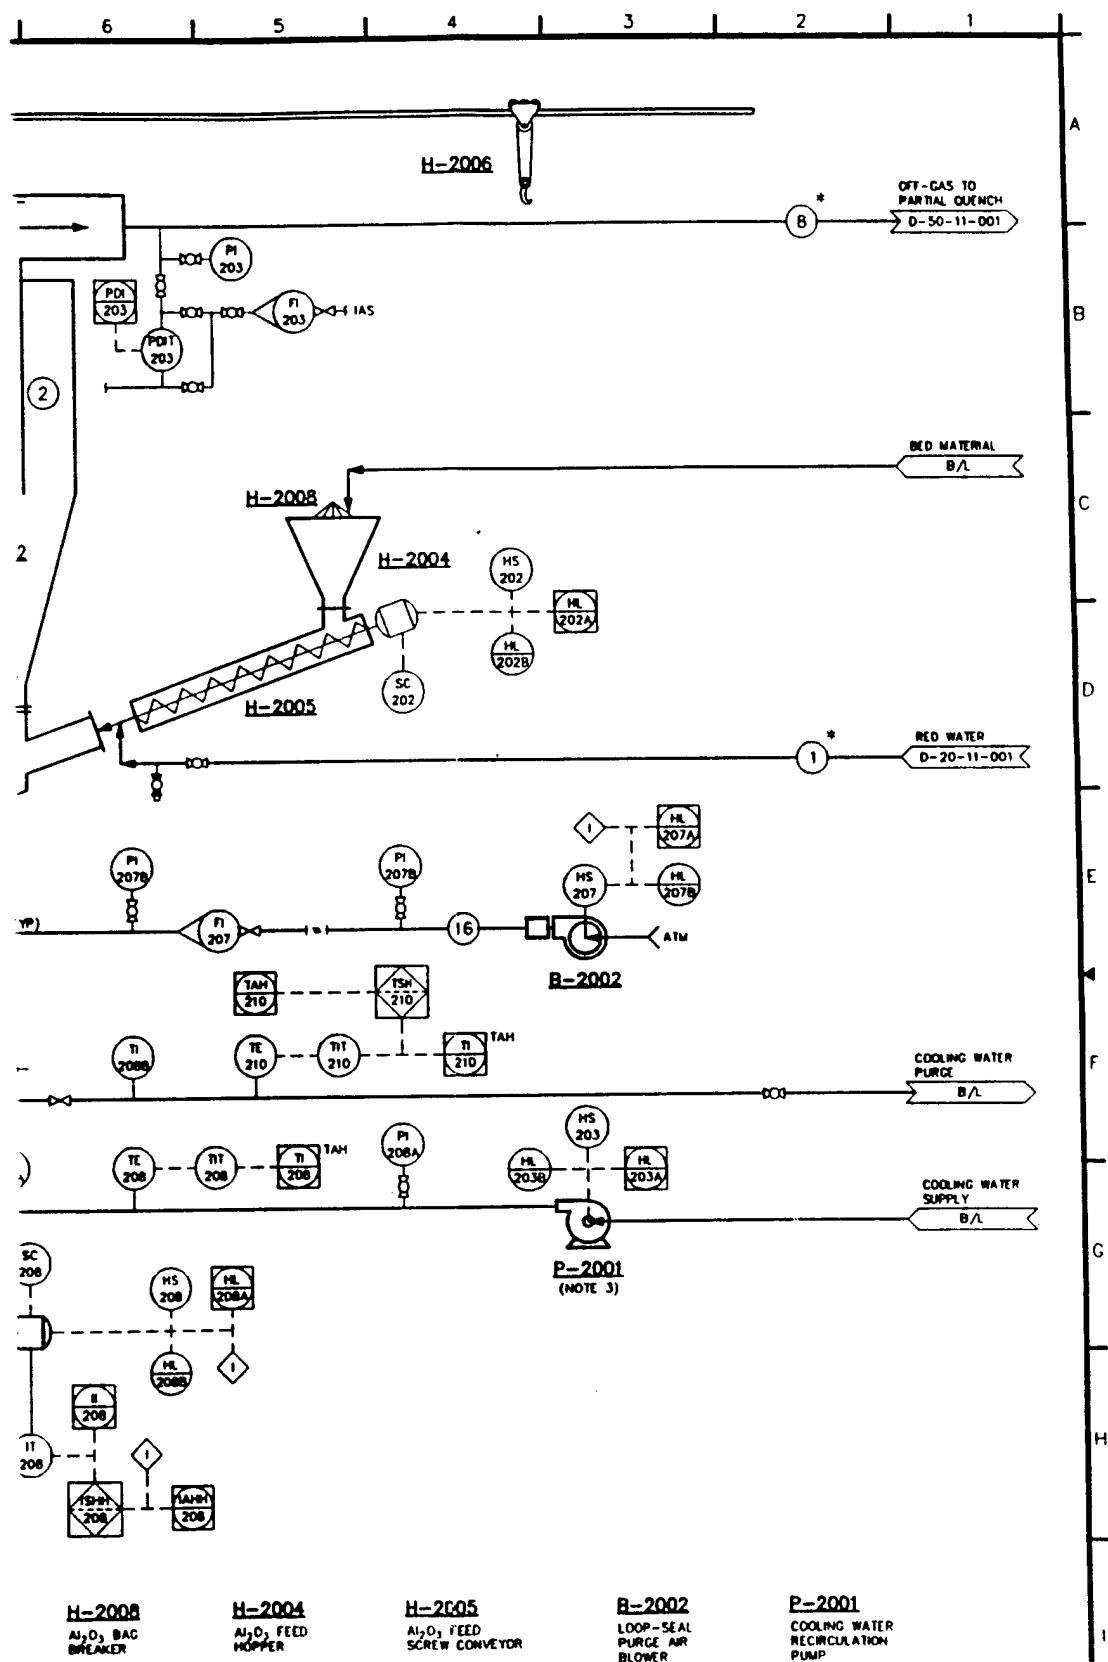 6 5 4 3 2 1
A
H-2006
OFF-GAS TO
PARTIAL QUENCH
D-50-11-001
8 *
PI
203
PDI
203
FI
203
IAS
B
PDIT
203
2
BED MATERIAL
B/L
H-2008
C
H-2004
2
HS
202
HL
202A
HL
202B
SC
202
D
H-2005
RED WATER
D-20-11-001
1 *
I
HL
207A
PI
207B
PI
207B
HS
207
HL
207B
E
YP)
FI
207
16
ATM
B-2002
TAH
210
TSH
210
TI
208B
TE
210
TIT
210
TI
210
TAH
F
COOLING WATER
PURGE
B/L
HS
203
PI
208A
TE
208
TIT
208
TI
208
TAH
HL
203B
HL
203A
COOLING WATER
SUPPLY
B/L
G
P-2001
(NOTE 3)
SC
208
HS
208
HL
208A
HL
208B
I
II
208
IT
208
I
H
ISHH
208
IAHH
208
H-2008
Al₂O₃ BAG
BREAKER
H-2004
Al₂O₃ FEED
HOPPER
H-2005
Al₂O₃ FEED
SCREW CONVEYOR
B-2002
LOOP-SEAL
PURGE AIR
BLOWER
P-2001
COOLING WATER
RECIRCULATION
PUMP
I